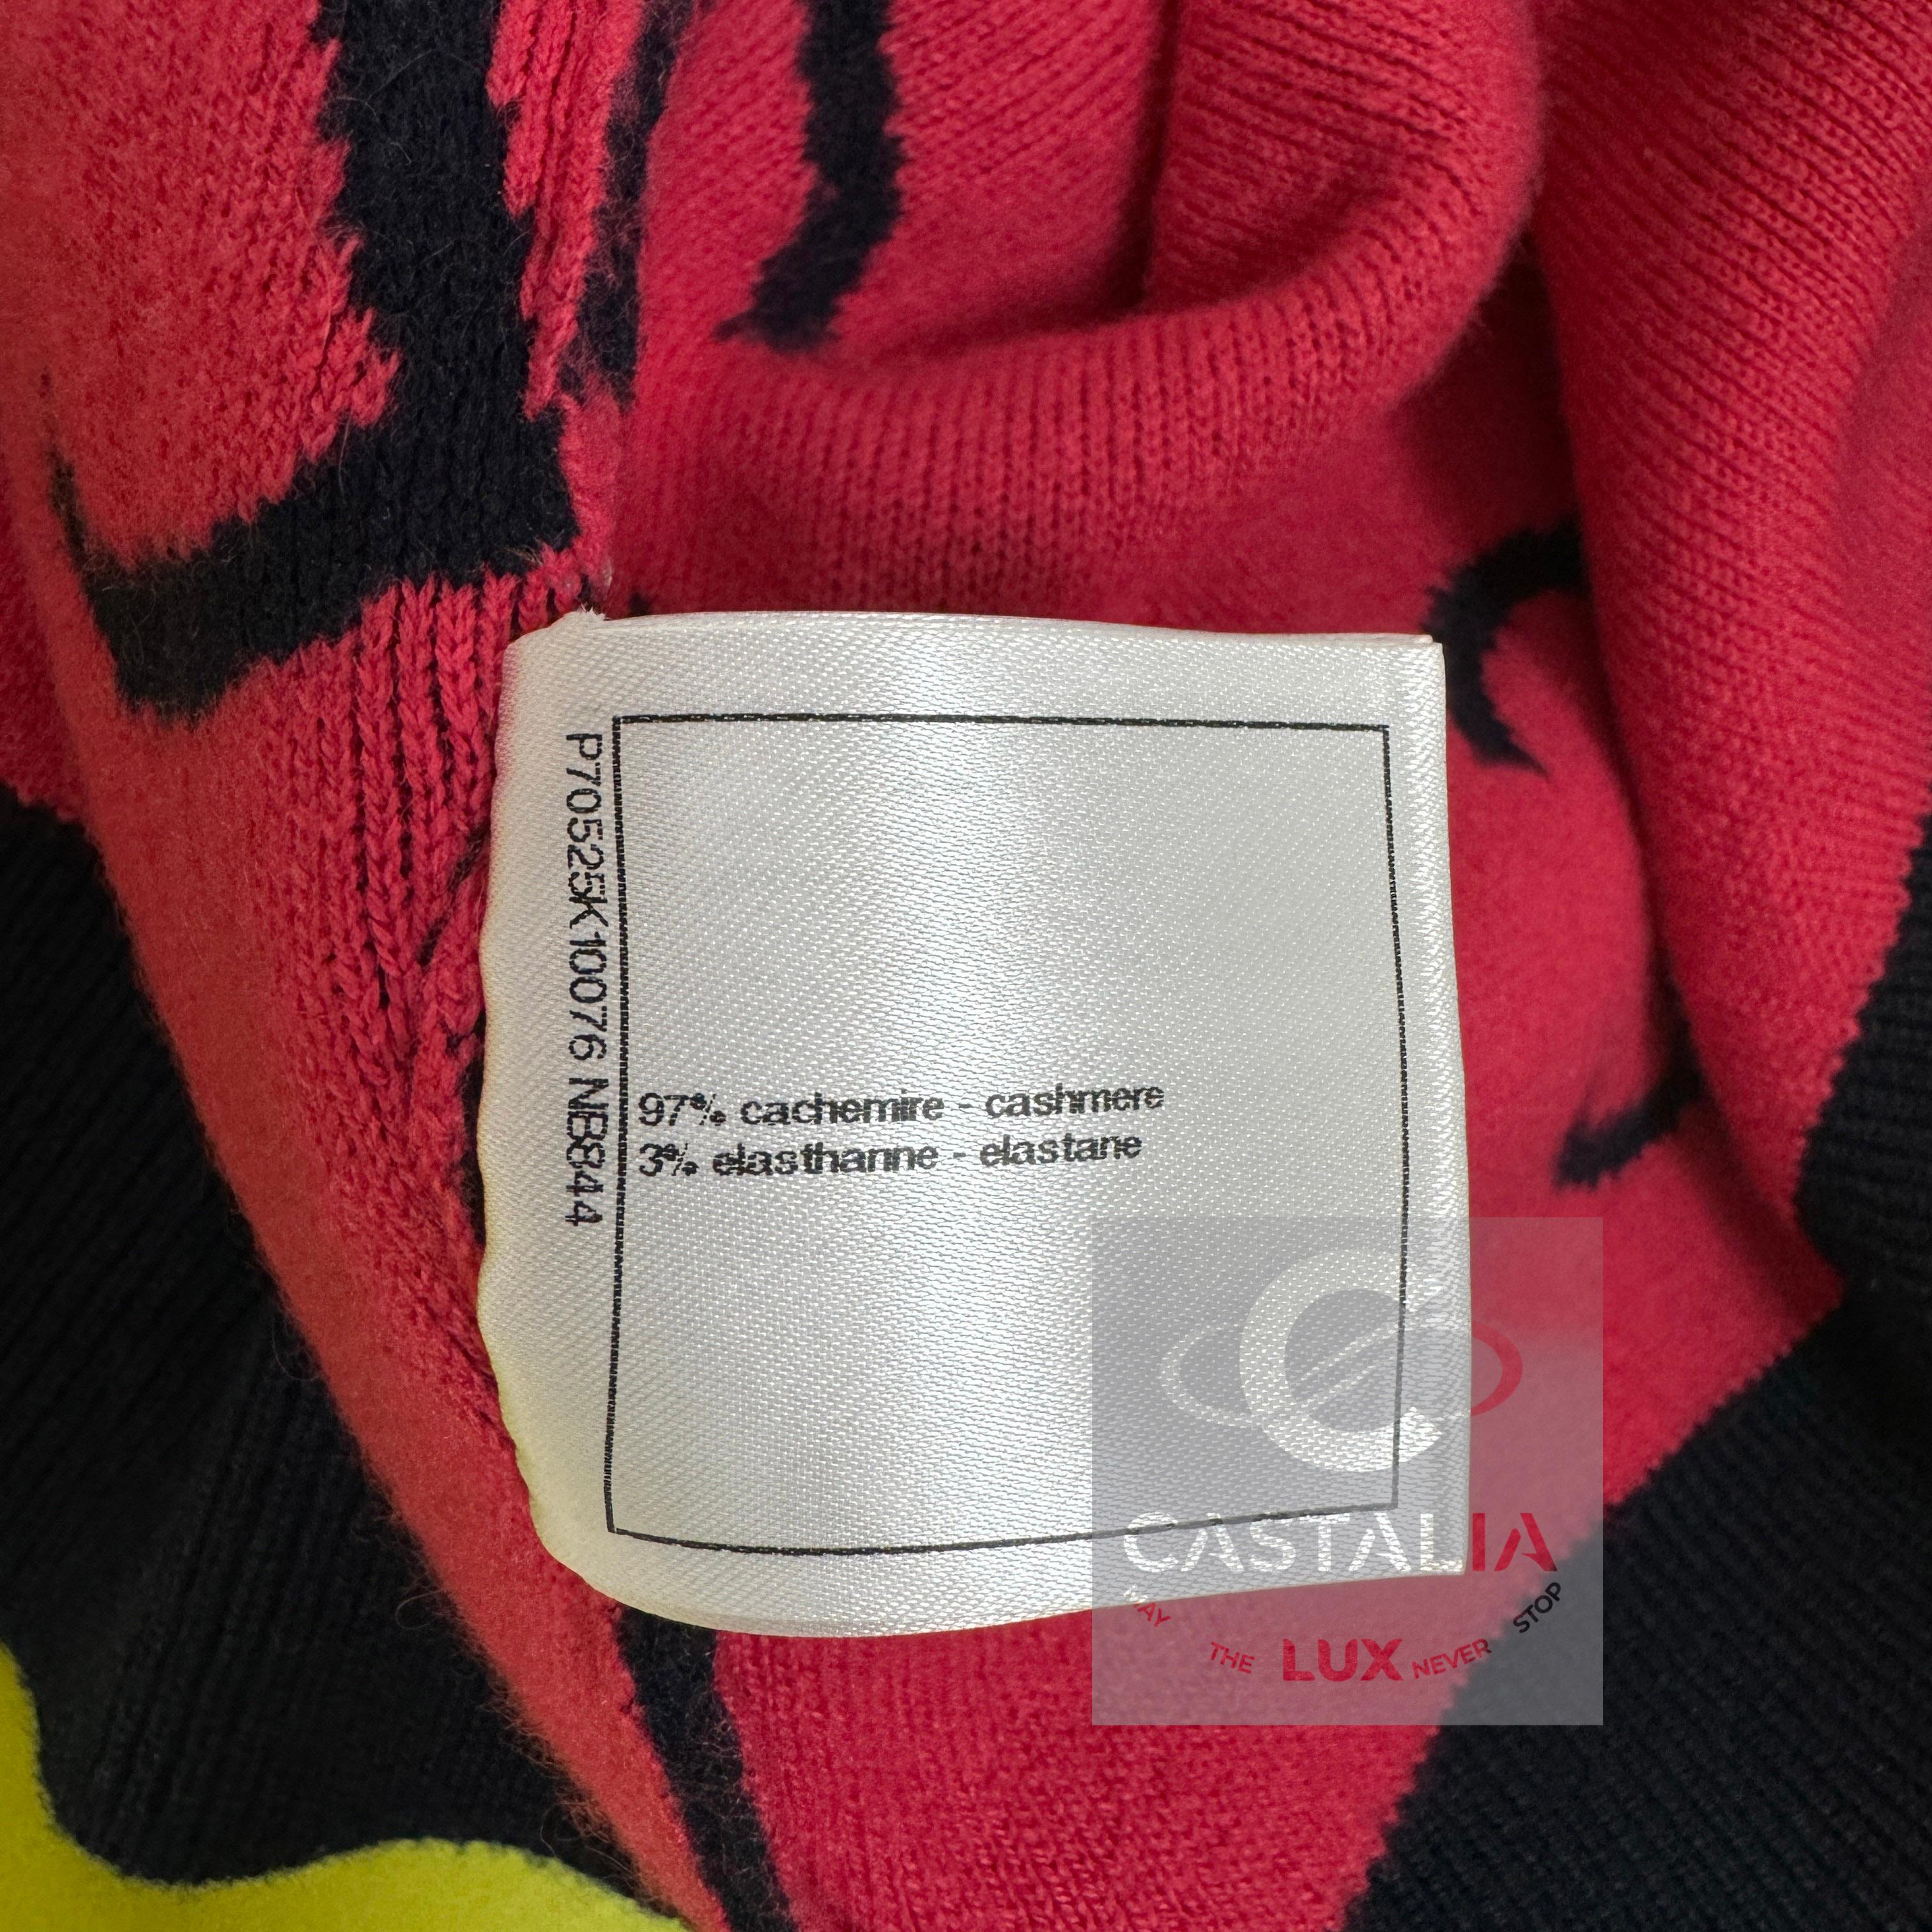 P70525K10076 NB844
97% cachemire - cashmere
3% elasthanne - elastane
C
CASTALIA
THE LUX NEVER STOP